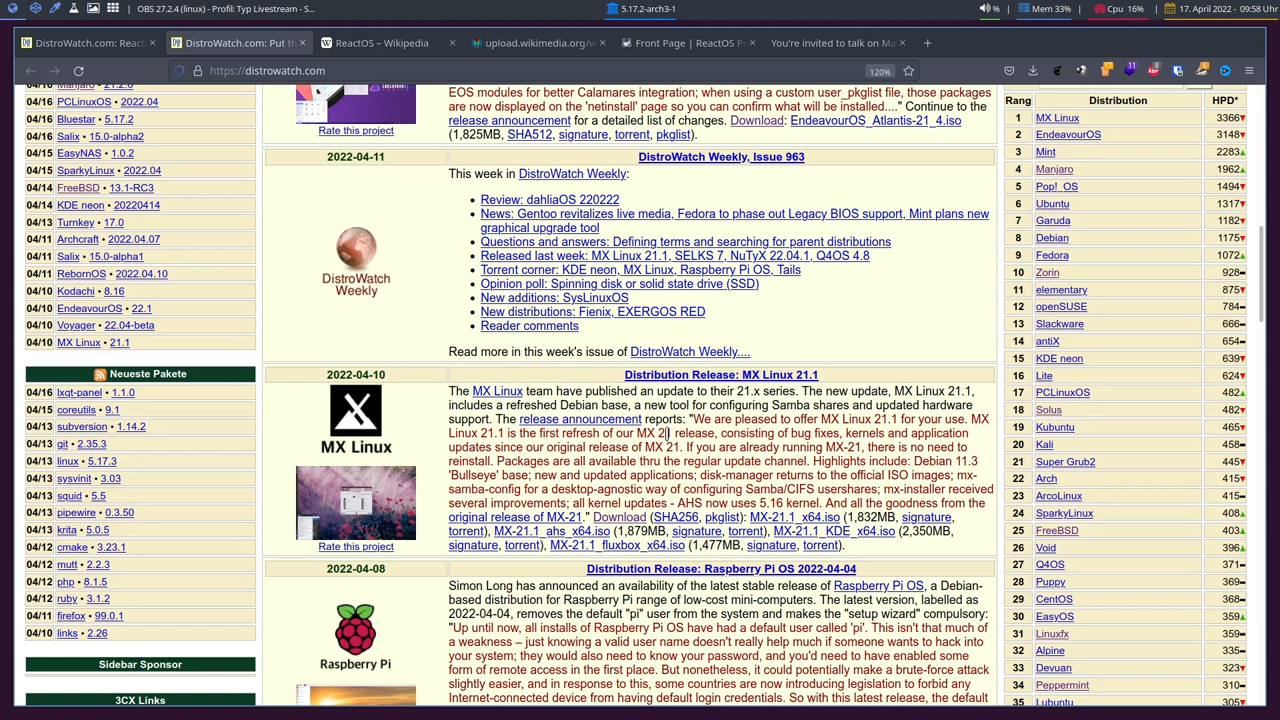 OBS 27.2.4 (linux) - Profil: Typ Livestream - S...
5.17.2-arch3-1
%
Mem 33%
Cpu 16%
17. April 2022 - 09:58 Uhr
DistroWatch.com: React
DistroWatch.com: Put th
ReactOS – Wikipedia
upload.wikimedia.org/w
Front Page | ReactOS P
You're invited to talk on Ma
https://distrowatch.com
120%
04/16 Manjaro • 21.2.6
04/16 PCLinuxOS • 2022.04
04/16 Bluestar • 5.17.2
04/16 Salix • 15.0-alpha2
04/15 EasyNAS • 1.0.2
04/15 SparkyLinux • 2022.04
04/14 FreeBSD • 13.1-RC3
04/14 KDE neon • 20220414
04/13 Turnkey • 17.0
04/11 Archcraft • 2022.04.07
04/11 Salix • 15.0-alpha1
04/11 RebornOS • 2022.04.10
04/10 Kodachi • 8.16
04/10 EndeavourOS • 22.1
04/10 Voyager • 22.04-beta
04/10 MX Linux • 21.1
Neueste Pakete
04/16 lxqt-panel • 1.1.0
04/15 coreutils • 9.1
04/13 subversion • 1.14.2
04/13 git • 2.35.3
04/13 linux • 5.17.3
04/13 sysvinit • 3.03
04/13 squid • 5.5
04/13 pipewire • 0.3.50
04/13 krita • 5.0.5
04/12 cmake • 3.23.1
04/12 mutt • 2.2.3
04/12 php • 8.1.5
04/12 ruby • 3.1.2
04/11 firefox • 99.0.1
04/10 links • 2.26
Sidebar Sponsor
3CX Links
EOS modules for better Calamares integration; when using a custom user_pkglist file, those packages
are now displayed on the 'netinstall' page so you can confirm what will be installed...." Continue to the
release announcement for a detailed list of changes. Download: EndeavourOS_Atlantis-21_4.iso
(1,825MB, SHA512, signature, torrent, pkglist).
Rate this project
2022-04-11
DistroWatch Weekly, Issue 963
This week in DistroWatch Weekly:
• Review: dahliaOS 220222
• News: Gentoo revitalizes live media, Fedora to phase out Legacy BIOS support, Mint plans new
graphical upgrade tool
• Questions and answers: Defining terms and searching for parent distributions
• Released last week: MX Linux 21.1, SELKS 7, NuTyX 22.04.1, Q4OS 4.8
• Torrent corner: KDE neon, MX Linux, Raspberry Pi OS, Tails
• Opinion poll: Spinning disk or solid state drive (SSD)
• New additions: SysLinuxOS
• New distributions: Fienix, EXERGOS RED
• Reader comments
DistroWatch
Weekly
Read more in this week's issue of DistroWatch Weekly....
2022-04-10
Distribution Release: MX Linux 21.1
MX Linux
Rate this project
The MX Linux team have published an update to their 21.x series. The new update, MX Linux 21.1,
includes a refreshed Debian base, a new tool for configuring Samba shares and updated hardware
support. The release announcement reports: "We are pleased to offer MX Linux 21.1 for your use. MX
Linux 21.1 is the first refresh of our MX 21 release, consisting of bug fixes, kernels and application
updates since our original release of MX 21. If you are already running MX-21, there is no need to
reinstall. Packages are all available thru the regular update channel. Highlights include: Debian 11.3
'Bullseye' base; new and updated applications; disk-manager returns to the official ISO images; mx-
samba-config for a desktop-agnostic way of configuring Samba/CIFS usershares; mx-installer received
several improvements; all kernel updates - AHS now uses 5.16 kernel. And all the goodness from the
original release of MX-21." Download (SHA256, pkglist): MX-21.1_x64.iso (1,832MB, signature,
torrent), MX-21.1_ahs_x64.iso (1,879MB, signature, torrent), MX-21.1_KDE_x64.iso (2,350MB,
signature, torrent), MX-21.1_fluxbox_x64.iso (1,477MB, signature, torrent).
2022-04-08
Distribution Release: Raspberry Pi OS 2022-04-04
Raspberry Pi
Simon Long has announced an availability of the latest stable release of Raspberry Pi OS, a Debian-
based distribution for Raspberry Pi range of low-cost mini-computers. The latest version, labelled as
2022-04-04, removes the default "pi" user from the system and makes the "setup wizard" compulsory:
"Up until now, all installs of Raspberry Pi OS have had a default user called 'pi'. This isn't that much of
a weakness – just knowing a valid user name doesn't really help much if someone wants to hack into
your system; they would also need to know your password, and you'd need to have enabled some
form of remote access in the first place. But nonetheless, it could potentially make a brute-force attack
slightly easier, and in response to this, some countries are now introducing legislation to forbid any
Internet-connected device from having default login credentials. So with this latest release, the default
Rank Distribution HPD*
1 MX Linux 3366
2 EndeavourOS 3148
3 Mint 2283
4 Manjaro 1962
5 Pop!_OS 1494
6 Ubuntu 1317
7 Garuda 1182
8 Debian 1175
9 Fedora 1072
10 Zorin 928
11 elementary 875
12 openSUSE 784
13 Slackware 666
14 antiX 654
15 KDE neon 639
16 Lite 624
17 PCLinuxOS 482
18 Solus 482
19 Kubuntu 465
20 Kali 458
21 Super Grub2 445
22 Arch 415
23 ArcoLinux 415
24 SparkyLinux 408
25 FreeBSD 403
26 Void 396
27 Q4OS 371
28 Puppy 369
29 CentOS 368
30 EasyOS 359
31 Linuxfx 359
32 Alpine 335
33 Devuan 323
34 Peppermint 310
35 Lubuntu 305